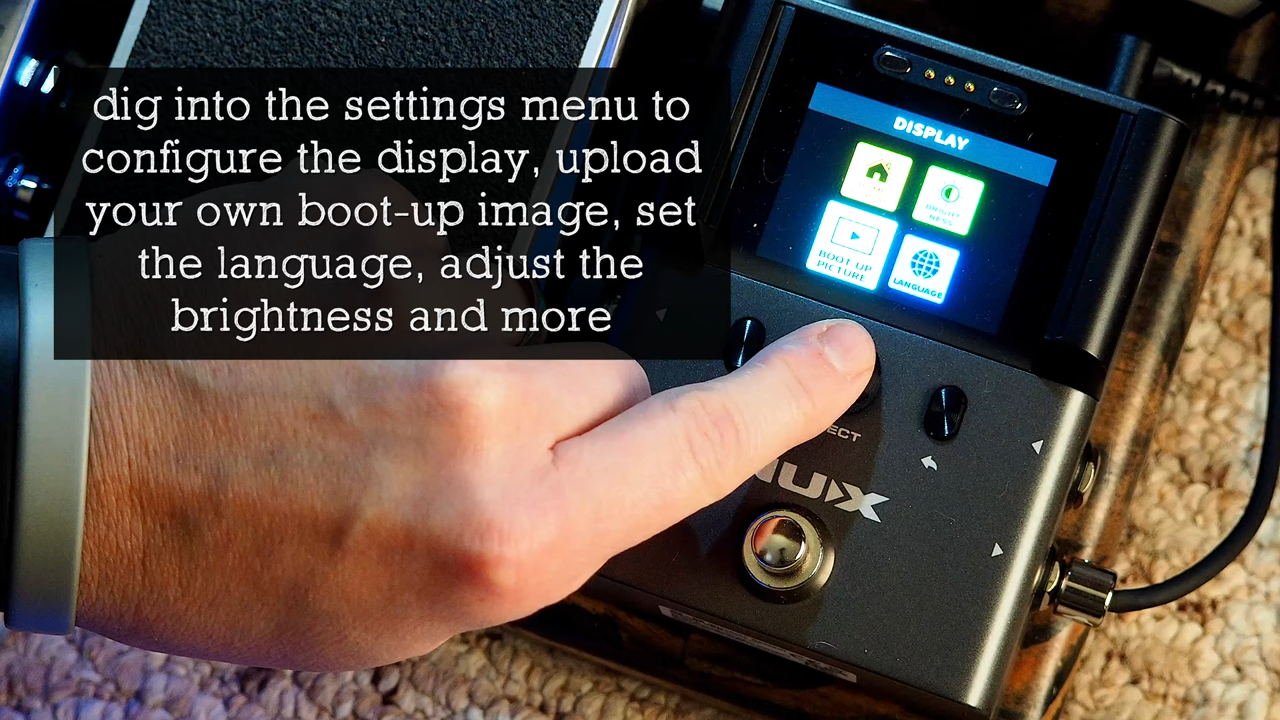 dig into the settings menu to
configure the display, upload
your own boot-up image, set
the language, adjust the
brightness and more
DISPLAY
BRIGHT
NESS
BOOT UP
PICTURE
LANGUAGE
ECT
NUX